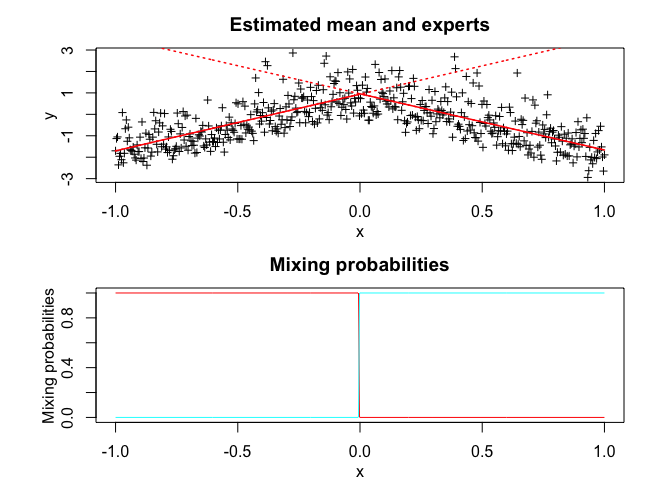 Estimated mean and experts
y
3
1
-1
-3
-1.0 -0.5 0.0 0.5 1.0
x
Mixing probabilities
Mixing probabilities
0.8
0.4
0.0
-1.0 -0.5 0.0 0.5 1.0
x